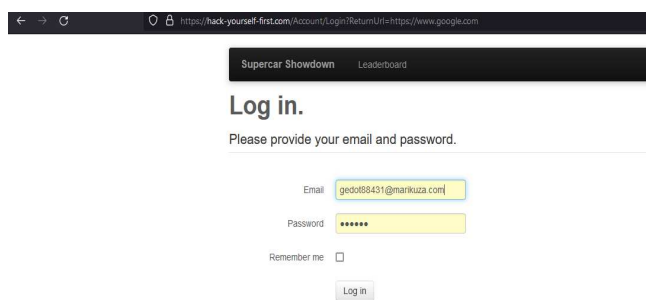 https://hack-yourself-first.com/Account/Login?ReturnUrl=https://www.google.com
Supercar Showdown Leaderboard
Log in.
Please provide your email and password.
Email gedot88431@marikuza.com
Password ••••••
Remember me
Log in